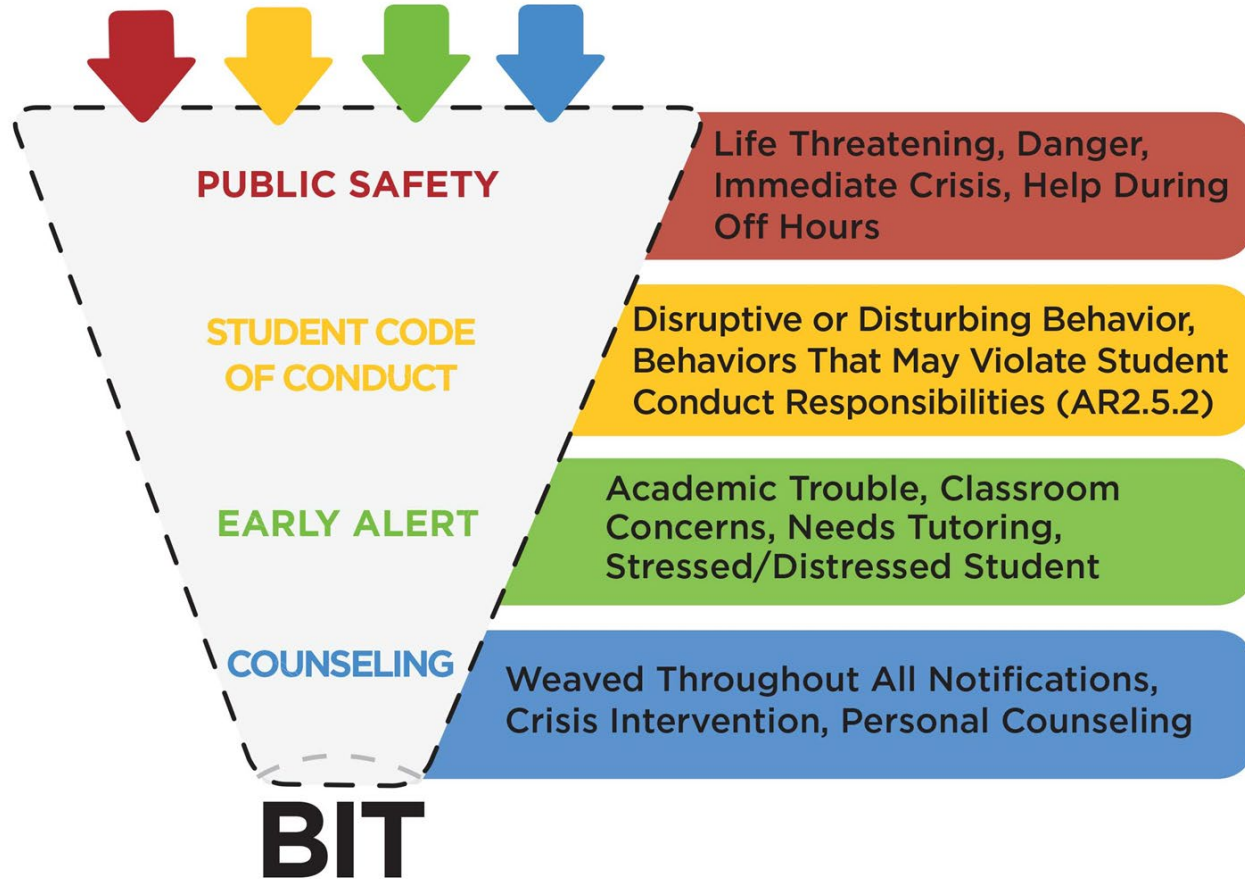 PUBLIC SAFETY
Life Threatening, Danger,
Immediate Crisis, Help During
Off Hours
STUDENT CODE
OF CONDUCT
Disruptive or Disturbing Behavior,
Behaviors That May Violate Student
Conduct Responsibilities (AR2.5.2)
EARLY ALERT
Academic Trouble, Classroom
Concerns, Needs Tutoring,
Stressed/Distressed Student
COUNSELING
Weaved Throughout All Notifications,
Crisis Intervention, Personal Counseling
BIT